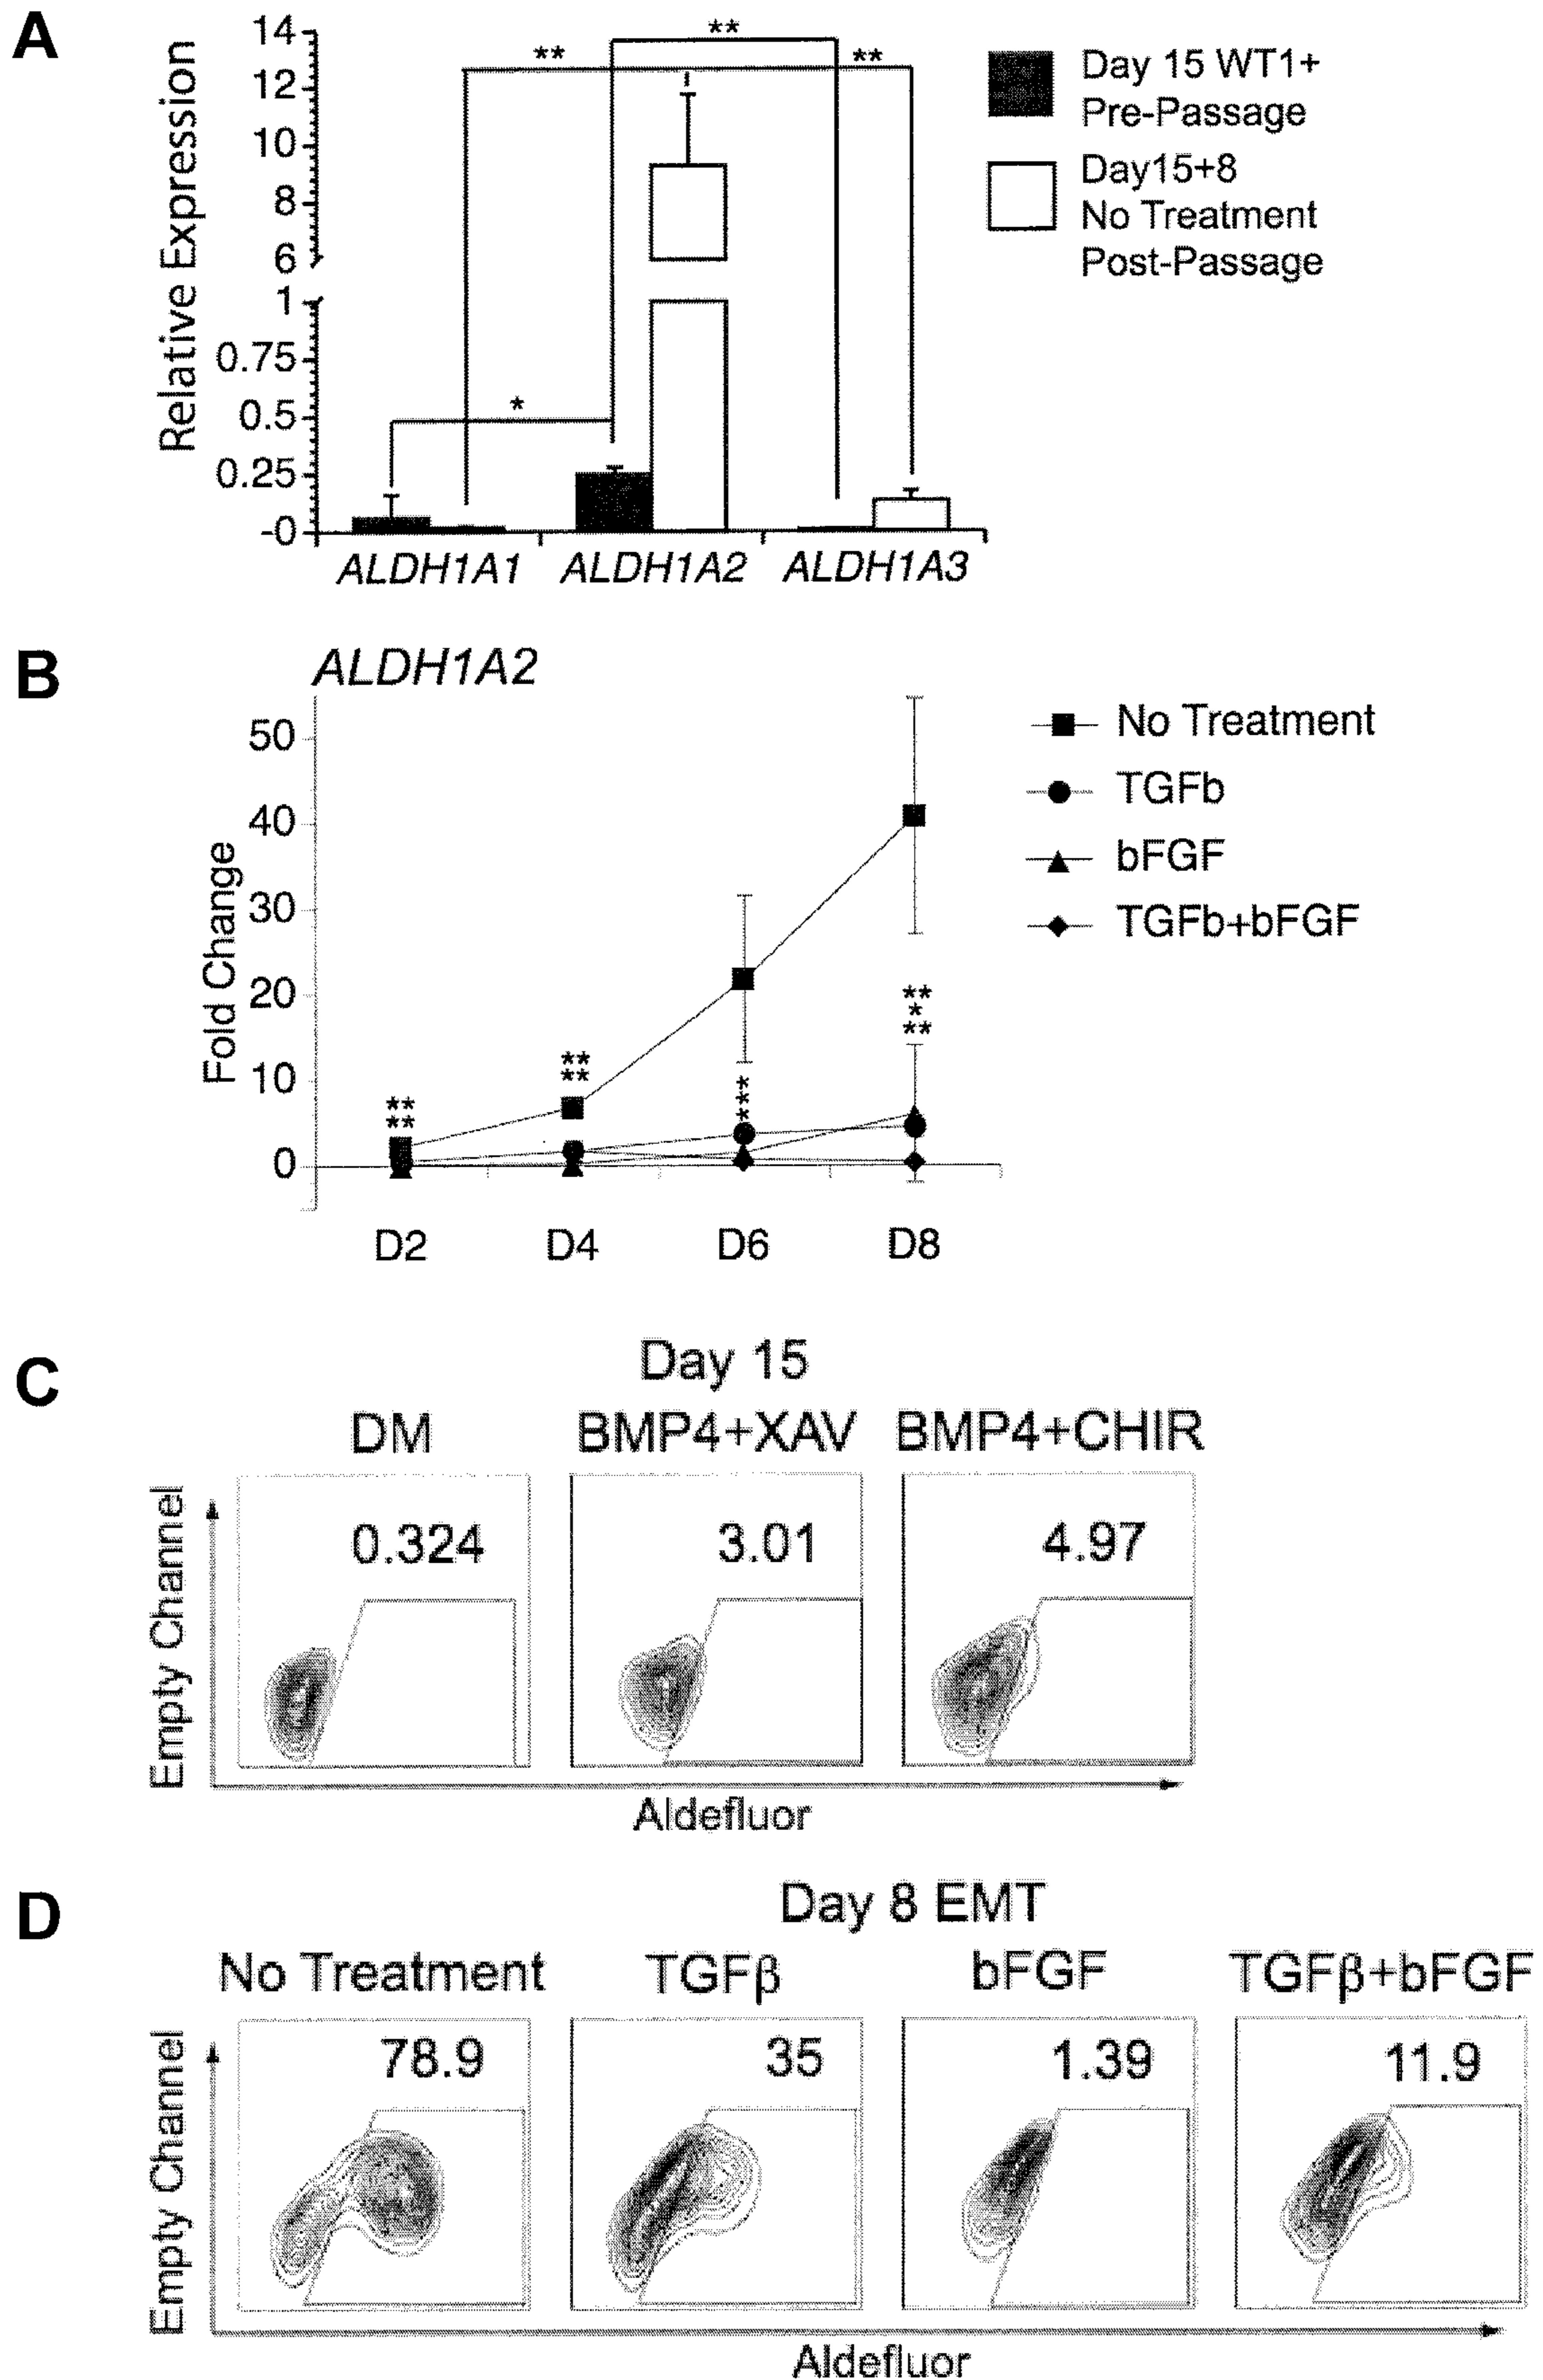 A
Relative Expression
14
12
10
8
6
1
0.75
0.5
0.25
-0
**
**
**
*
ALDH1A1 ALDH1A2 ALDH1A3
Day 15 WT1+
Pre-Passage
Day15+8
No Treatment
Post-Passage
B
ALDH1A2
Fold Change
50
40
30
20
10
0
**
**
**
**
***
**
*
**
D2 D4 D6 D8
No Treatment
TGFb
bFGF
TGFb+bFGF
C
Day 15
DM BMP4+XAV BMP4+CHIR
Empty Channel
0.324 3.01 4.97
Aldefluor
D
Day 8 EMT
No Treatment TGFβ bFGF TGFβ+bFGF
Empty Channel
78.9 35 1.39 11.9
Aldefluor